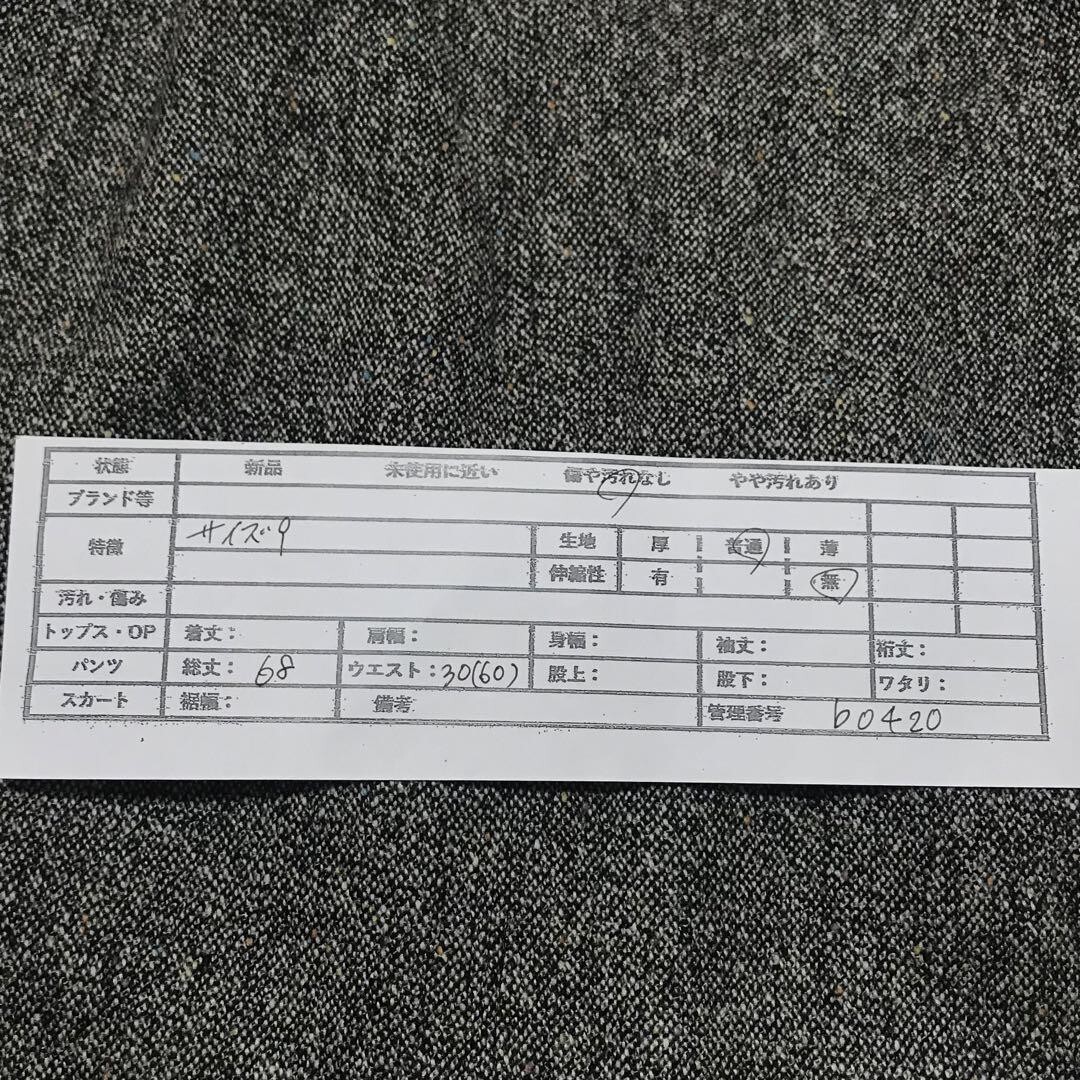 状態 新品 未使用に近い 傷や汚れなし やや汚れあり
ブランド等
特徴 サイズ9 生地 厚 普通 薄
伸縮性 有 無
汚れ・傷み
トップス・OP 着丈： 肩幅： 身幅： 袖丈： 裄丈：
パンツ 総丈：68 ウエスト：30(60) 股上： 股下： ワタリ：
スカート 裾幅： 備考 管理番号 b0420